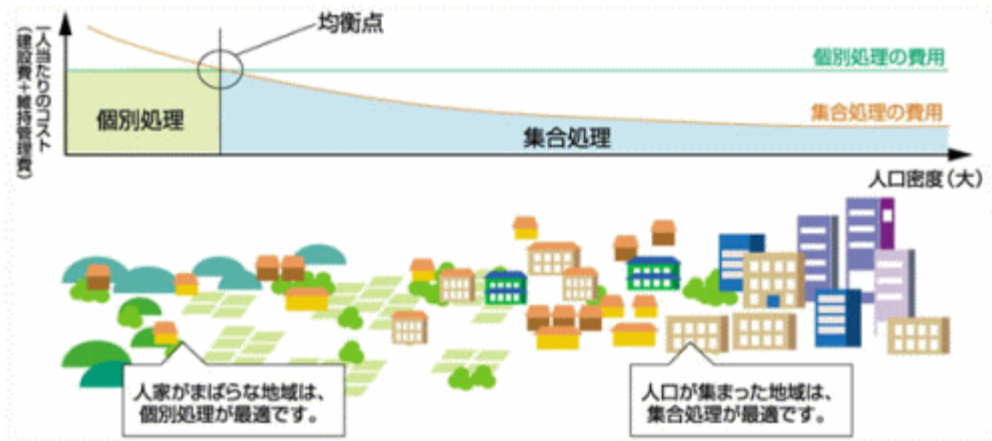 一人当たりのコスト
（建設費＋維持管理費）
均衡点
個別処理の費用
集合処理の費用
個別処理
集合処理
人口密度（大）
人家がまばらな地域は、
個別処理が最適です。
人口が集まった地域は、
集合処理が最適です。